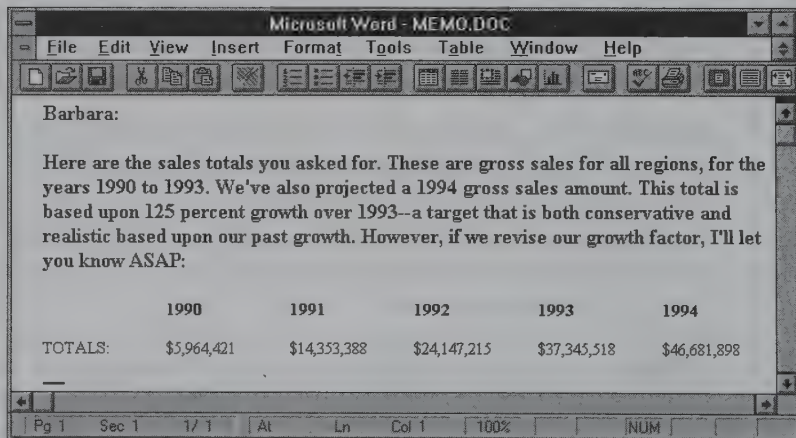 Microsoft Word - MEMO.DOC
File Edit View Insert Format Tools Table Window Help
Barbara:
Here are the sales totals you asked for. These are gross sales for all regions, for the
years 1990 to 1993. We've also projected a 1994 gross sales amount. This total is
based upon 125 percent growth over 1993--a target that is both conservative and
realistic based upon our past growth. However, if we revise our growth factor, I'll let
you know ASAP:
1990 1991 1992 1993 1994
TOTALS: $5,964,421 $14,353,388 $24,147,215 $37,345,518 $46,681,898
Pg 1 Sec 1 1/1 At Ln Col 1 100% NUM